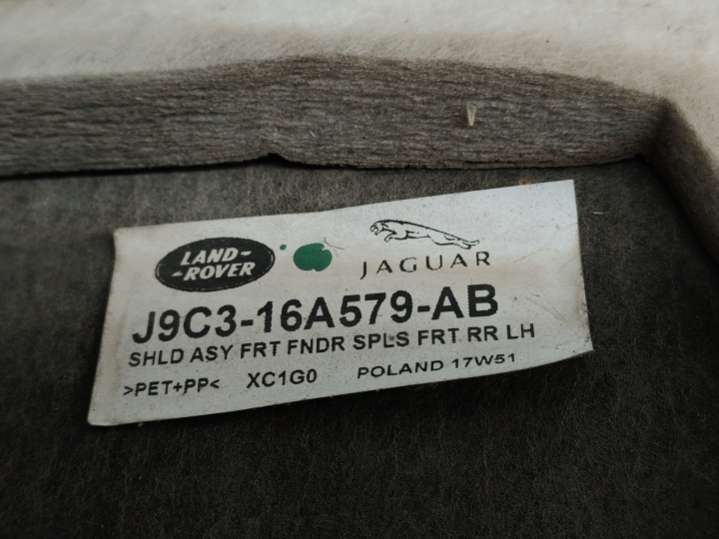 LAND-
-ROVER
JAGUAR
J9C3-16A579-AB
SHLD ASY FRT FNDR SPLS FRT RR LH
>PET+PP< XC1G0 POLAND 17W51